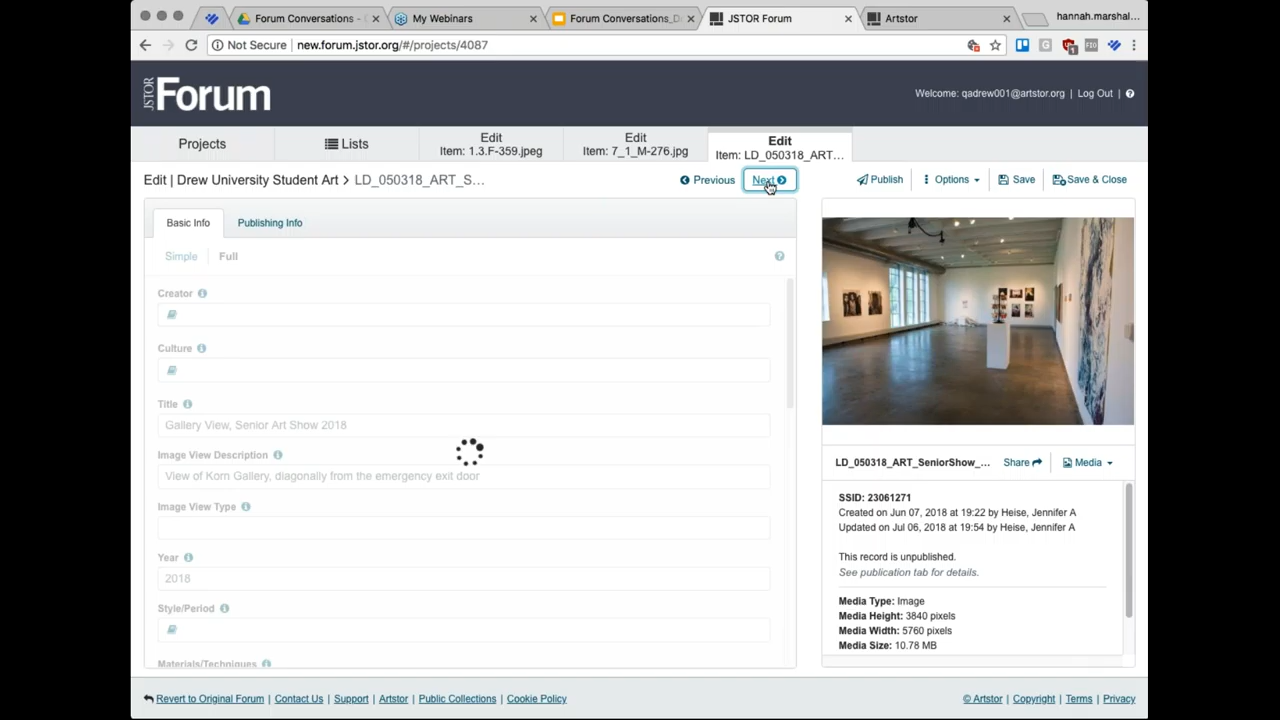 Forum Conversations -
My Webinars
Forum Conversations_D
JSTOR Forum
Artstor
hannah.marshal...
Not Secure
new.forum.jstor.org/#/projects/4087
JSTOR Forum
Welcome: qadrew001@artstor.org | Log Out |
Projects
Lists
Edit
Item: 1.3.F-359.jpeg
Edit
Item: 7_1_M-276.jpg
Edit
Item: LD_050318_ART...
Edit | Drew University Student Art > LD_050318_ART_S...
Previous
Next
Publish
Options
Save
Save & Close
Basic Info
Publishing Info
Simple
Full
Creator
Culture
Title
Gallery View, Senior Art Show 2018
Image View Description
View of Korn Gallery, diagonally from the emergency exit door
Image View Type
Year
2018
Style/Period
Materials/Techniques
LD_050318_ART_SeniorShow_...
Share
Media
SSID: 23061271
Created on Jun 07, 2018 at 19:22 by Heise, Jennifer A
Updated on Jul 06, 2018 at 19:54 by Heise, Jennifer A
This record is unpublished.
See publication tab for details.
Media Type: Image
Media Height: 3840 pixels
Media Width: 5760 pixels
Media Size: 10.78 MB
Revert to Original Forum | Contact Us | Support | Artstor | Public Collections | Cookie Policy
© Artstor | Copyright | Terms | Privacy